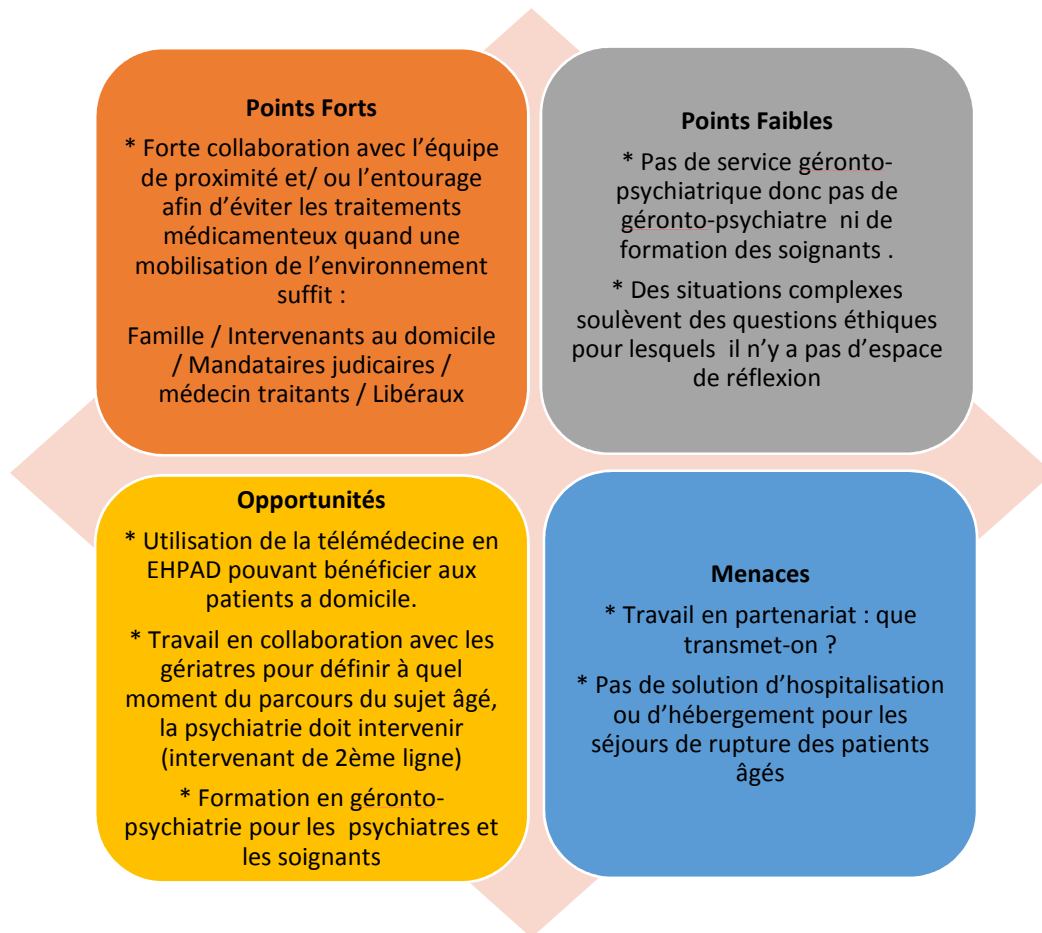 Points Forts
* Forte collaboration avec l’équipe
de proximité et/ ou l’entourage
afin d’éviter les traitements
médicamenteux quand une
mobilisation de l’environnement
suffit :
Famille / Intervenants au domicile
/ Mandataires judicaires /
médecin traitants / Libéraux
Points Faibles
* Pas de service géronto-
psychiatrique donc pas de
géronto-psychiatre ni de
formation des soignants .
* Des situations complexes
soulèvent des questions éthiques
pour lesquels il n’y a pas d’espace
de réflexion
Opportunités
* Utilisation de la télémédecine en
EHPAD pouvant bénéficier aux
patients a domicile.
* Travail en collaboration avec les
gériatres pour définir à quel
moment du parcours du sujet âgé,
la psychiatrie doit intervenir
(intervenant de 2ème ligne)
* Formation en géronto-
psychiatrie pour les psychiatres et
les soignants
Menaces
* Travail en partenariat : que
transmet-on ?
* Pas de solution d’hospitalisation
ou d’hébergement pour les
séjours de rupture des patients
âgés